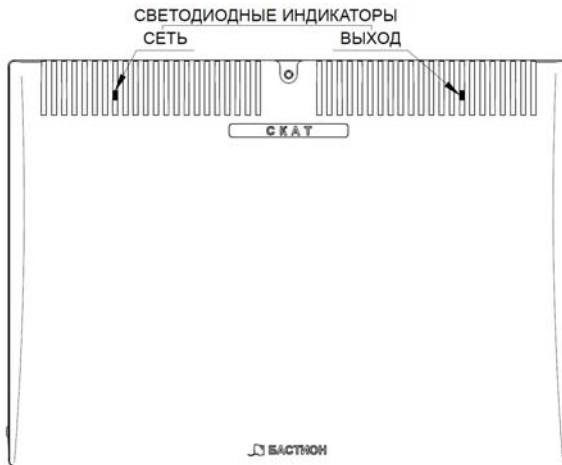 СВЕТОДИОДНЫЕ ИНДИКАТОРЫ
СЕТЬ
ВЫХОД
СКАТ
БАСТИОН